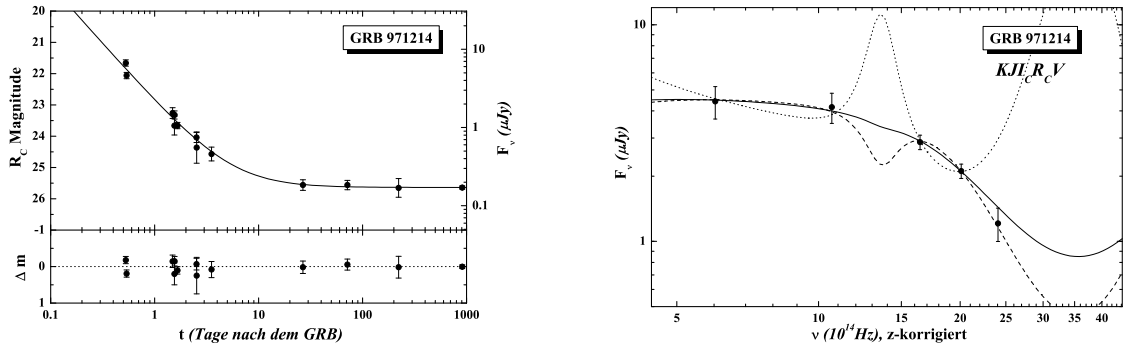 GRB 971214
R_C Magnitude
20
21
22
23
24
25
26
-1
F_ν (μJy)
10
1
0.1
Δ m
0
1
0.1 1 10 100 1000
t (Tage nach dem GRB)
GRB 971214
KJI_CR_CV
F_ν (μJy)
10
1
5 10 15 20 25 30 35 40
ν (10^14Hz), z-korrigiert